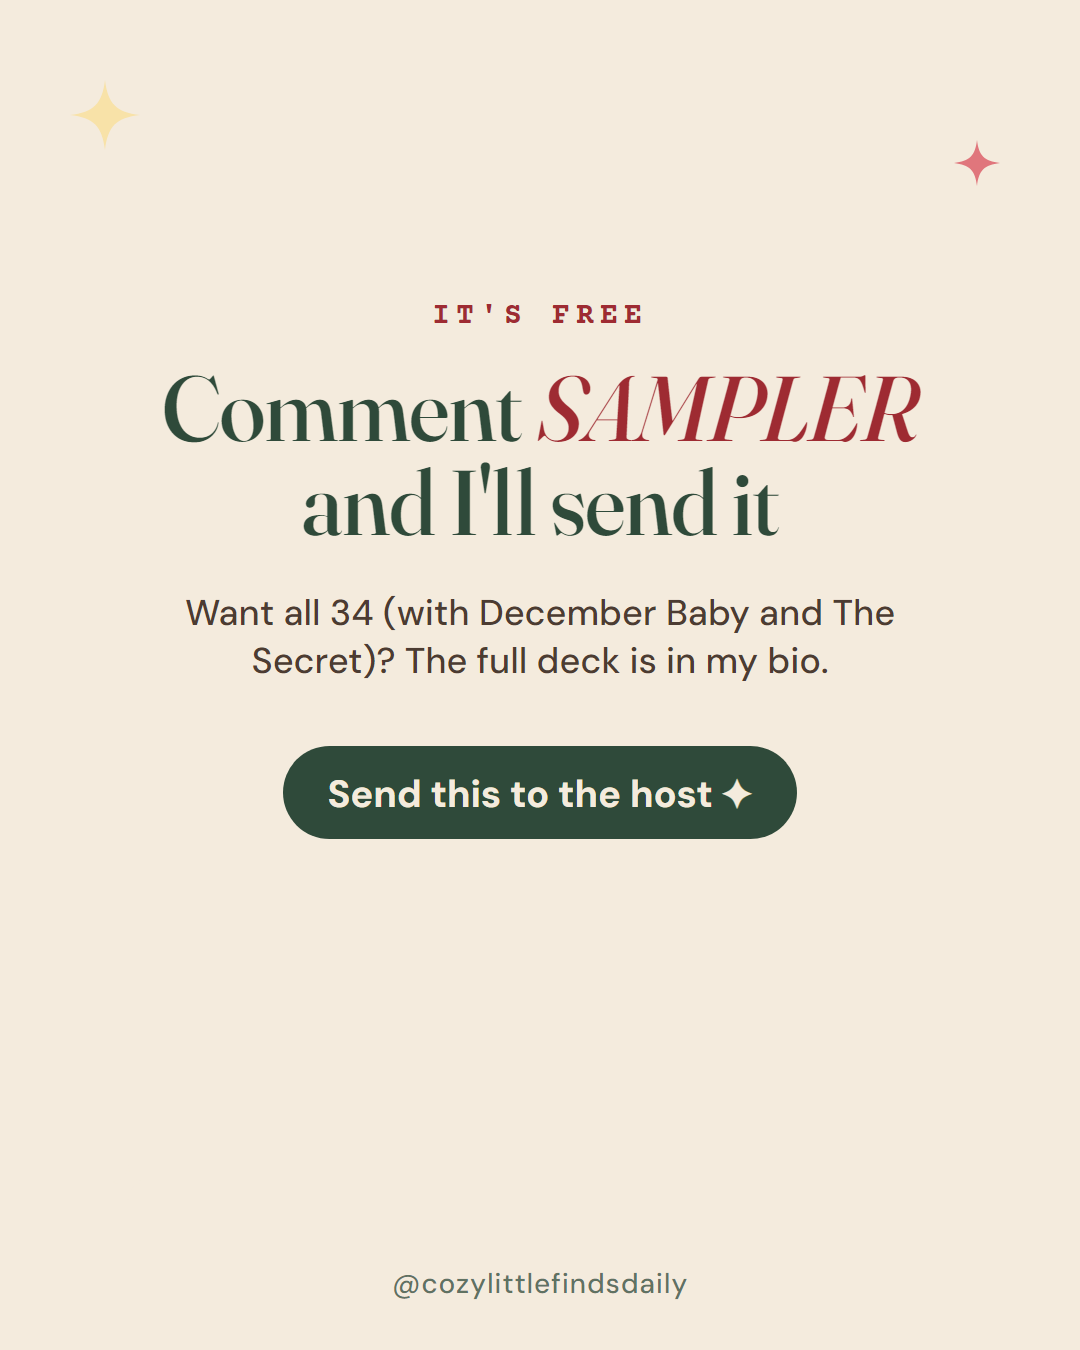 IT'S FREE
Comment SAMPLER
and I'll send it
Want all 34 (with December Baby and The
Secret)? The full deck is in my bio.
Send this to the host ✦
@cozylittlefindsdaily